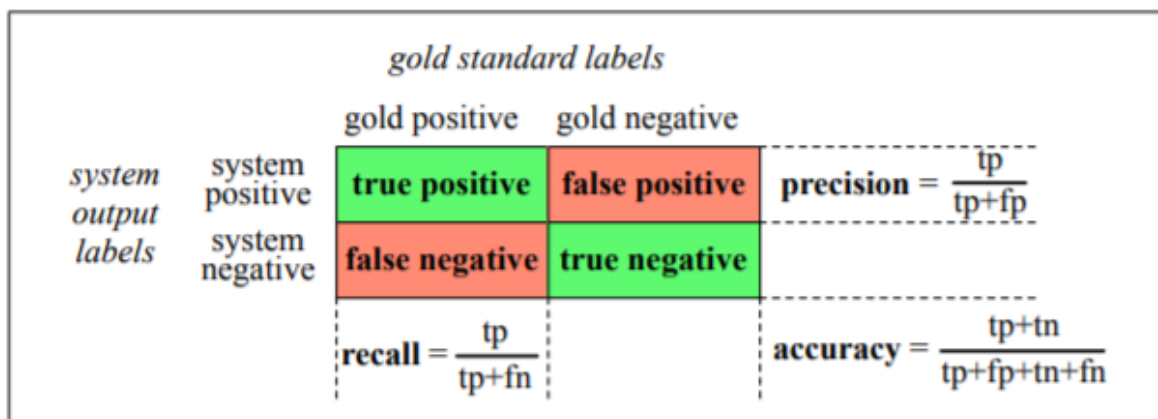 gold standard labels
gold positive gold negative
system output labels
system positive
true positive false positive precision = tp / tp+fp
system negative
false negative true negative
recall = tp / tp+fn
accuracy = tp+tn / tp+fp+tn+fn